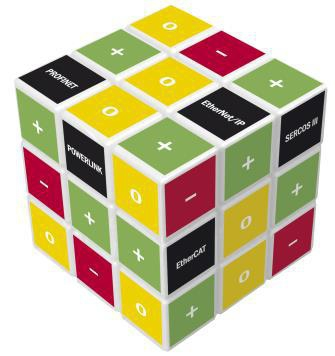 o
+ –
PROFINET o +
o EtherNet/IP
+
+ POWERLINK o
– + +
o – o
– + SERCOS III
EtherCAT o +
+ o –